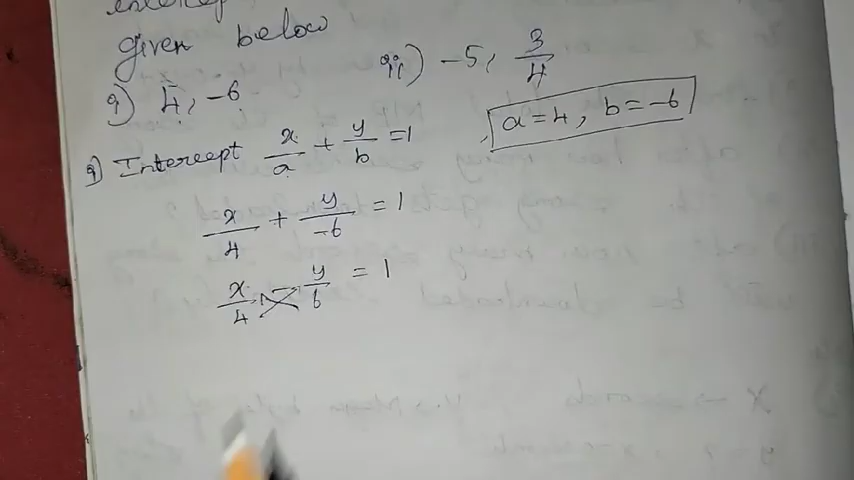 given below
i) 4, -6
ii) -5, 3/4
a = 4, b = -6
i) Intercept x/a + y/b = 1
x/4 + y/-6 = 1
x/4 - y/6 = 1